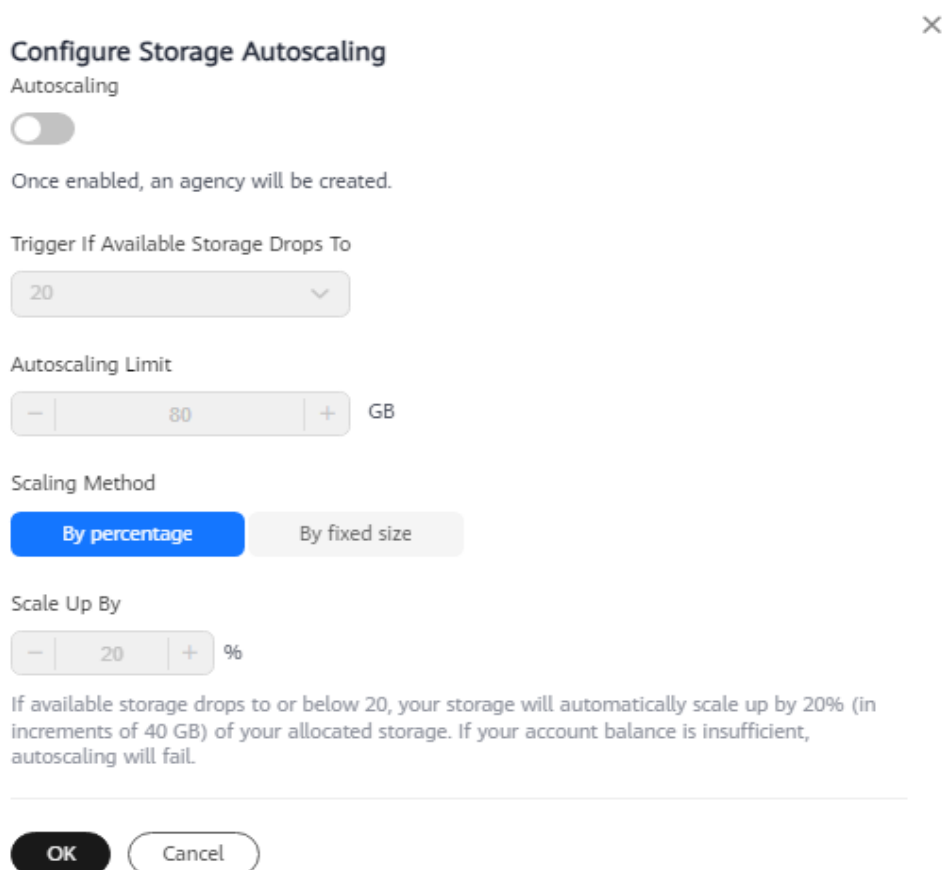 Configure Storage Autoscaling
Autoscaling
Once enabled, an agency will be created.
Trigger If Available Storage Drops To
20
Autoscaling Limit
− 80 + GB
Scaling Method
By percentage By fixed size
Scale Up By
− 20 + %
If available storage drops to or below 20, your storage will automatically scale up by 20% (in
increments of 40 GB) of your allocated storage. If your account balance is insufficient,
autoscaling will fail.
OK Cancel